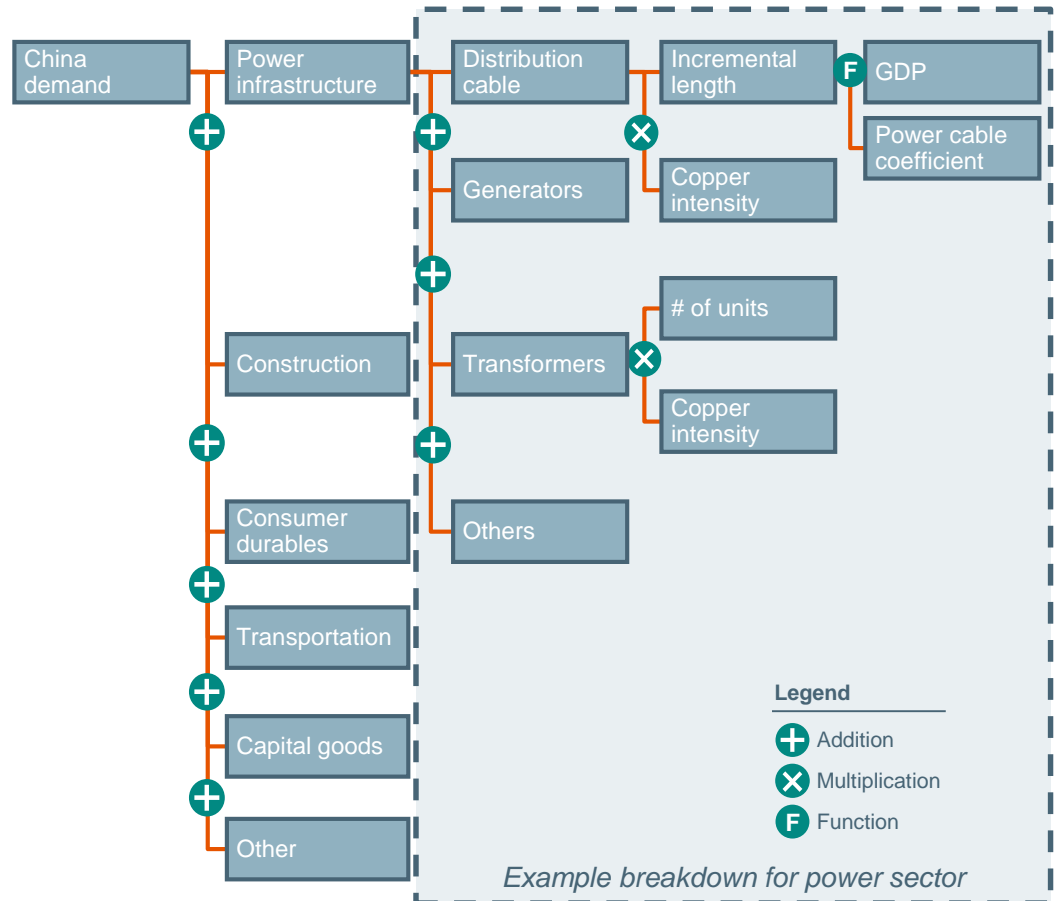 China
demand
Power
infrastructure
Distribution
cable
Incremental
length
F
GDP
Power cable
coefficient
Generators
Copper
intensity
# of units
Construction
Transformers
Copper
intensity
Consumer
durables
Others
Transportation
Capital goods
Other
Legend
Addition
Multiplication
F Function
Example breakdown for power sector